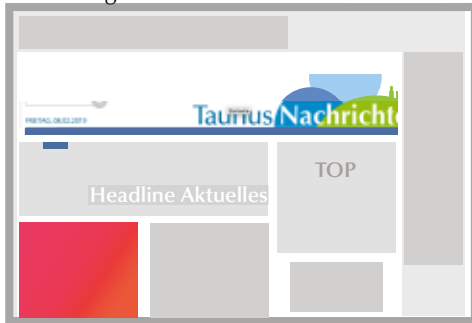 FREITAG, 08.02.2019
Taunus Nachrichte
TOP
Headline Aktuelles